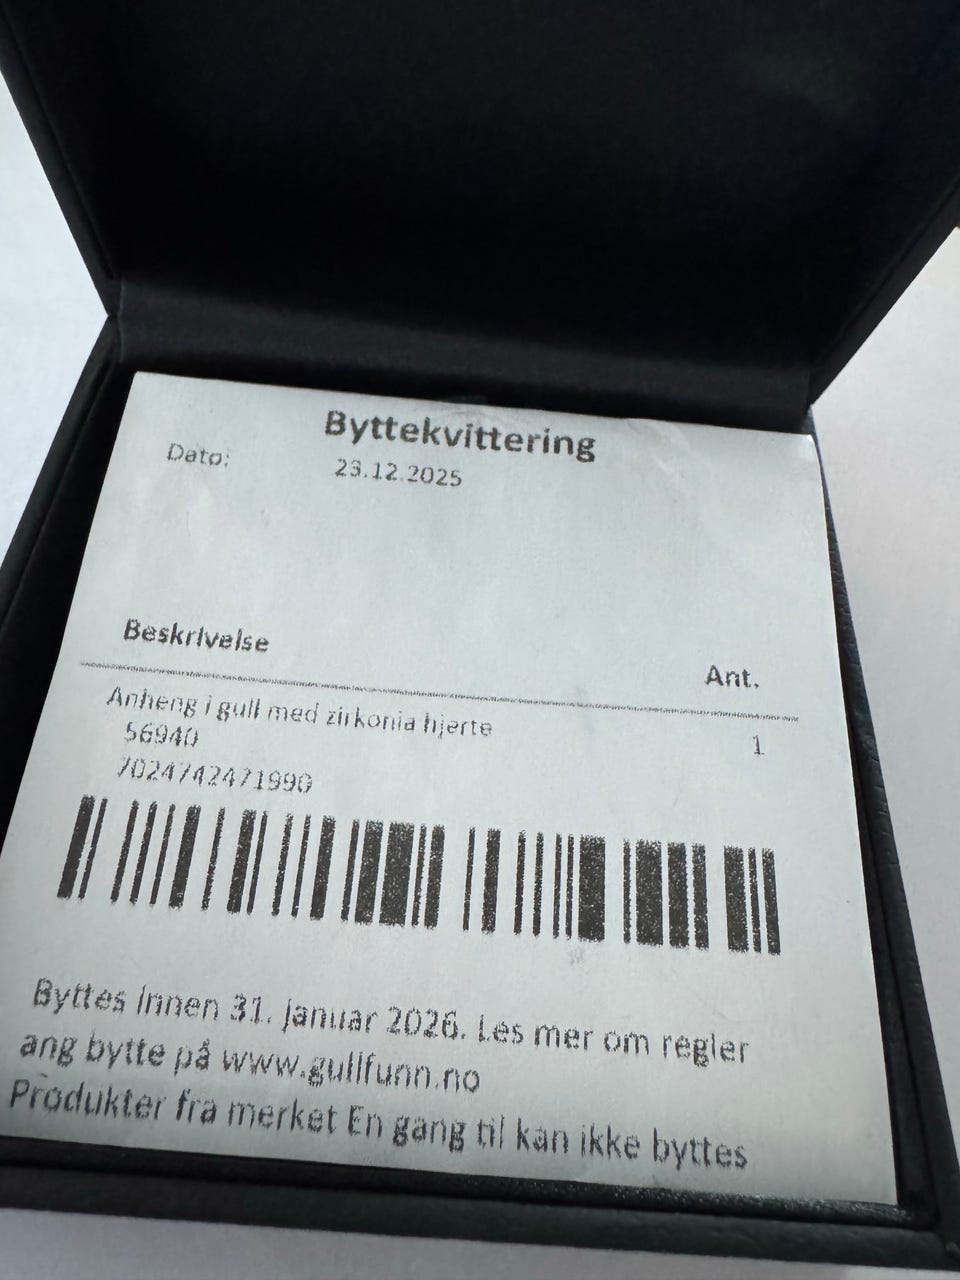 Byttekvittering
Dato: 23.12.2025
Beskrivelse
Ant.
Anheng i gull med zirkonia hjerte 1
56940
7024742471990
Byttes innen 31. januar 2026. Les mer om regler
ang bytte på www.gullfunn.no
Produkter fra merket En gang til kan ikke byttes